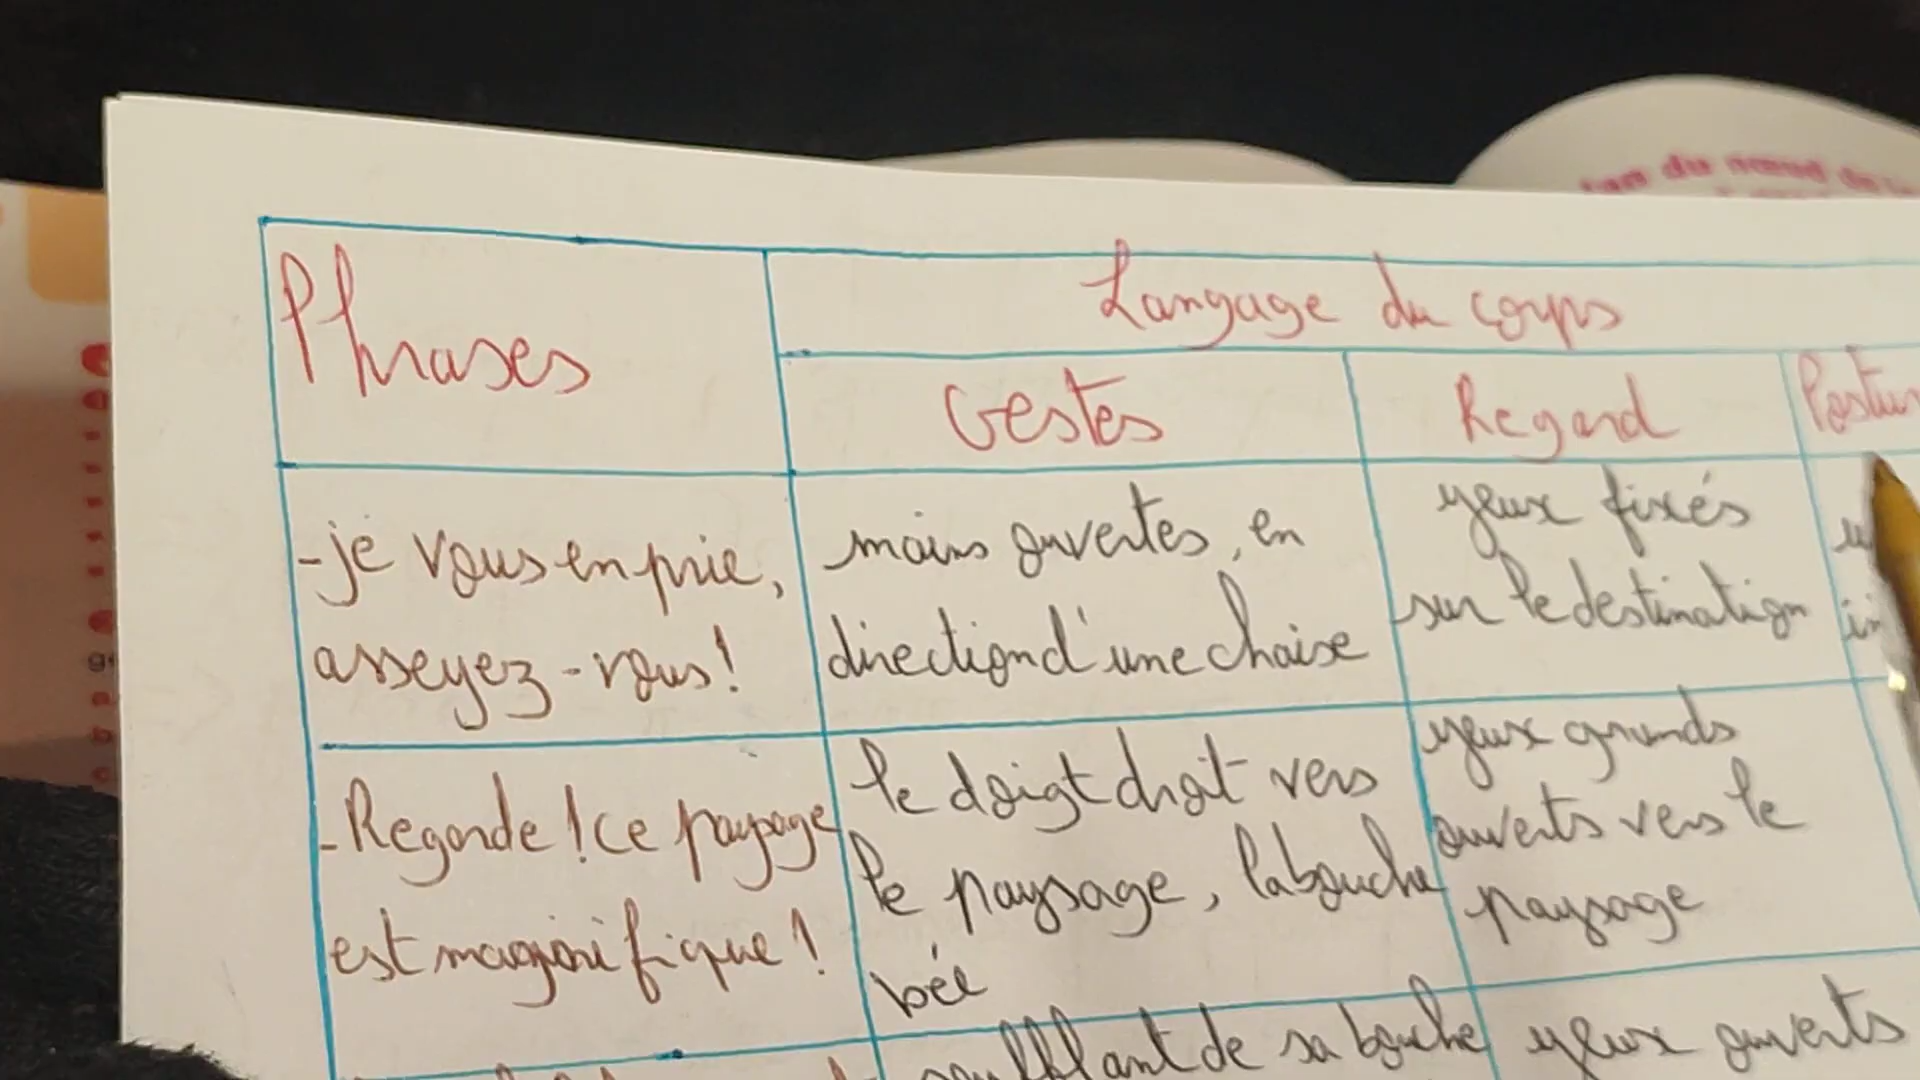 Phrases
Langage du corps
Gestes
Regard
-je vous en prie,
asseyez-vous!
mains ouvertes, en
direction d'une chaise
yeux fixés
sur le destination
-Regarde ! Ce paysage
est magnifique !
le doigt droit vers
le paysage, la bouche
bée
yeux grands
ouverts vers le
paysage
soufflant de sa bouche
yeux ouverts